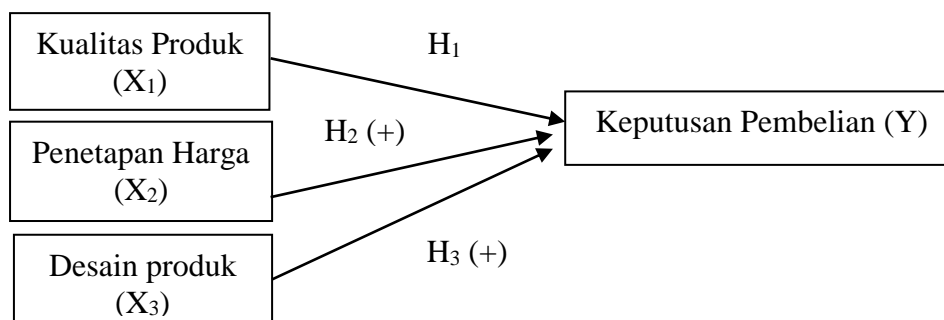 Kualitas Produk
(X₁)
H₁
Keputusan Pembelian (Y)
H₂ (+)
Penetapan Harga
(X₂)
H₃ (+)
Desain produk
(X₃)